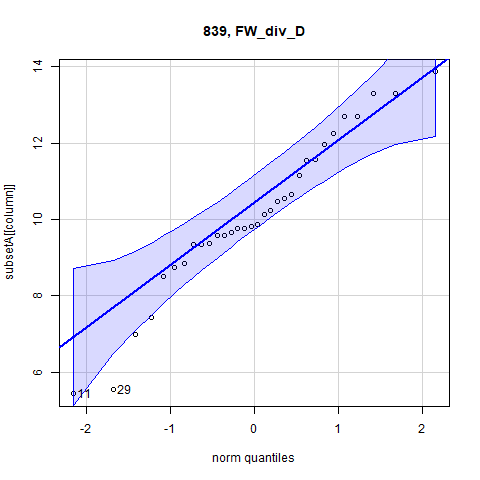 839, FW_div_D
subsetA[[column]]
14
12
10
8
6
11
29
-2 -1 0 1 2
norm quantiles